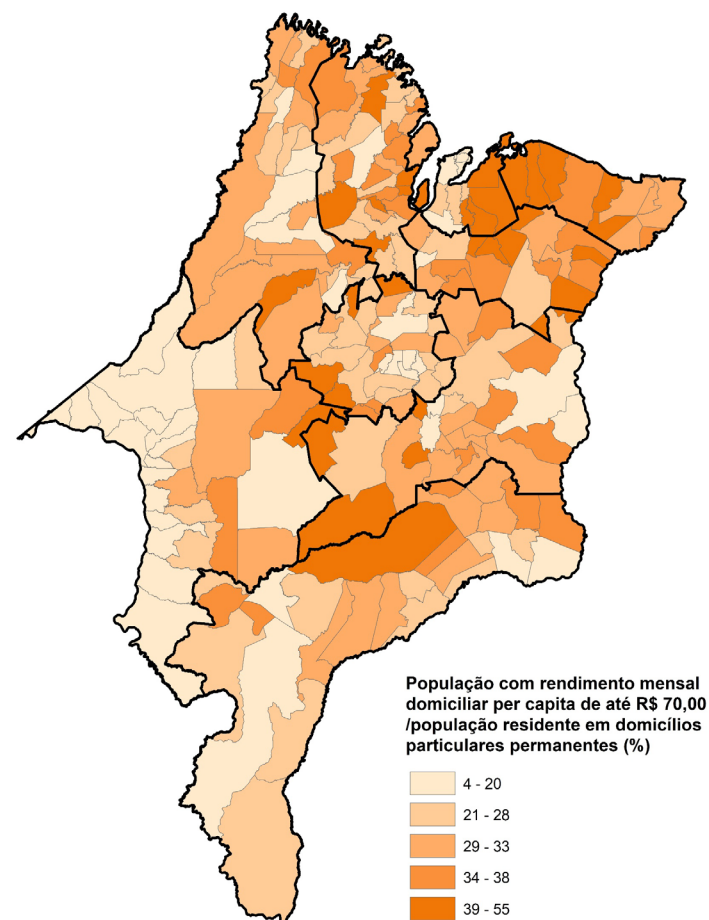 População com rendimento mensal
domiciliar per capita de até R$ 70,00
/população residente em domicílios
particulares permanentes (%)
4 - 20
21 - 28
29 - 33
34 - 38
39 - 55